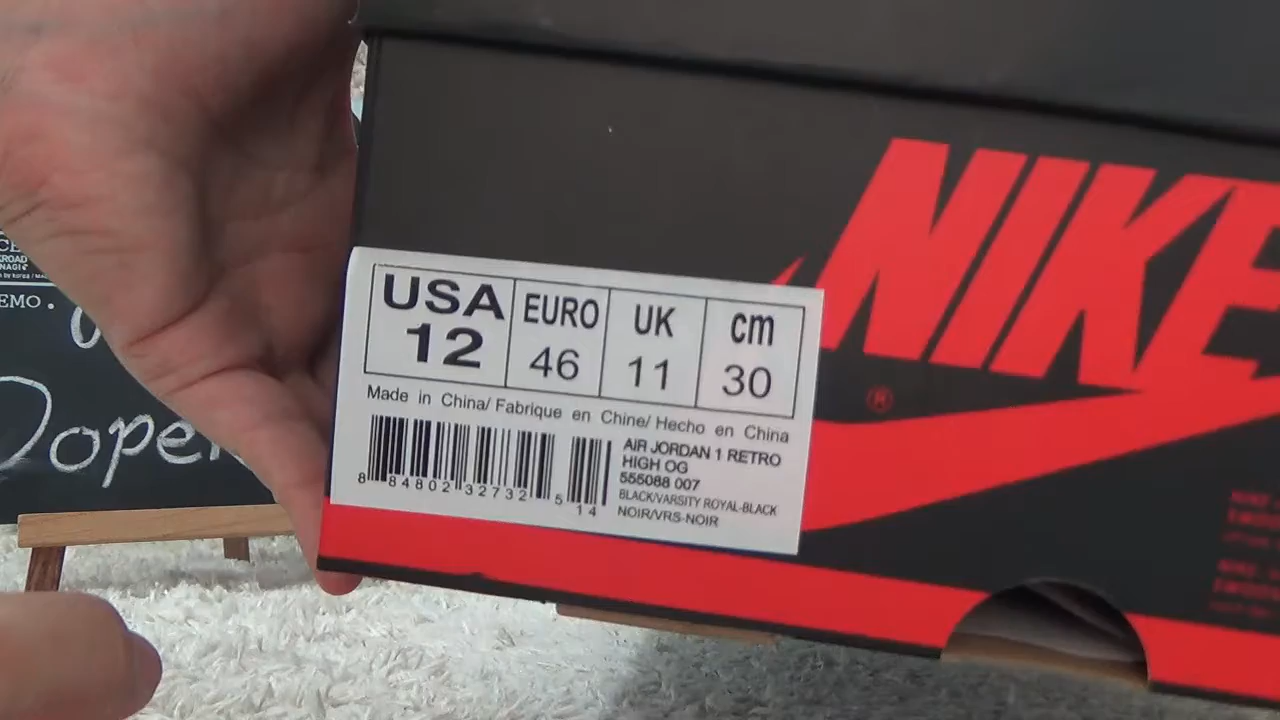 NIKE
®
USA EURO UK cm
12 46 11 30
Made in China/ Fabrique en Chine/ Hecho en China
AIR JORDAN 1 RETRO
HIGH OG
555088 007
BLACK/VARSITY ROYAL-BLACK
NOIR/VRS-NOIR
8 84802 32732 5 14
EMO.